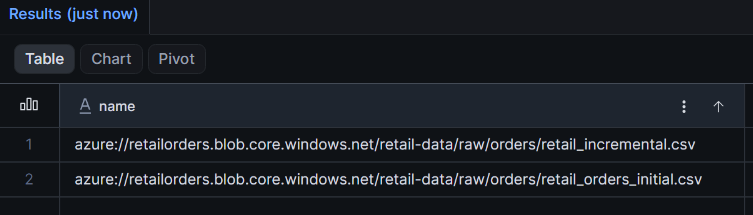 Results (just now)
Table Chart Pivot
A name
1 azure://retailorders.blob.core.windows.net/retail-data/raw/orders/retail_incremental.csv
2 azure://retailorders.blob.core.windows.net/retail-data/raw/orders/retail_orders_initial.csv